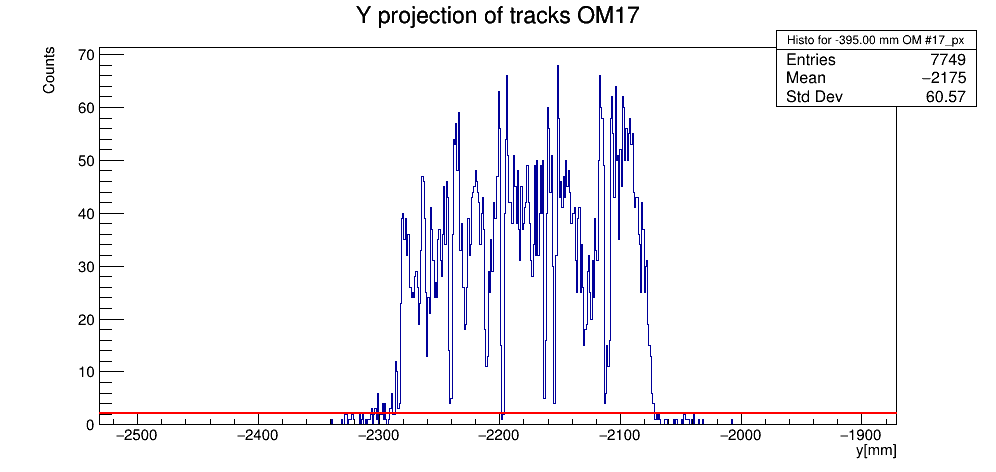 Y projection of tracks OM17
Histo for -395.00 mm OM #17_px
Entries 7749
Mean −2175
Std Dev 60.57
Counts
70
60
50
40
30
20
10
0
−2500 −2400 −2300 −2200 −2100 −2000 −1900
y[mm]